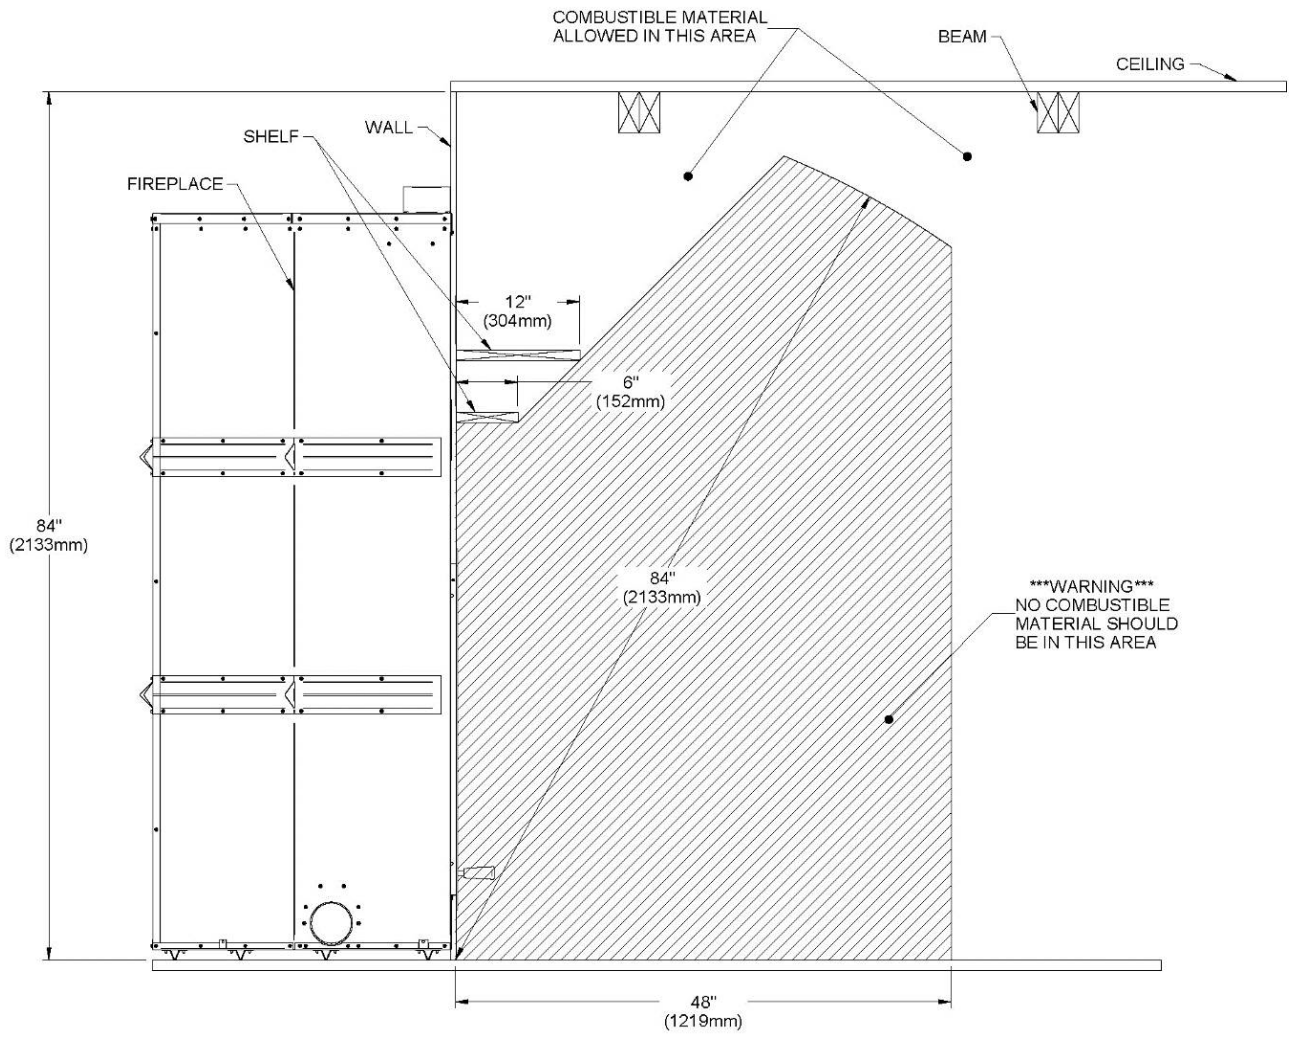 COMBUSTIBLE MATERIAL
ALLOWED IN THIS AREA
BEAM
CEILING
WALL
SHELF
FIREPLACE
12"
(304mm)
6"
(152mm)
84"
(2133mm)
84"
(2133mm)
***WARNING***
NO COMBUSTIBLE
MATERIAL SHOULD
BE IN THIS AREA
48"
(1219mm)